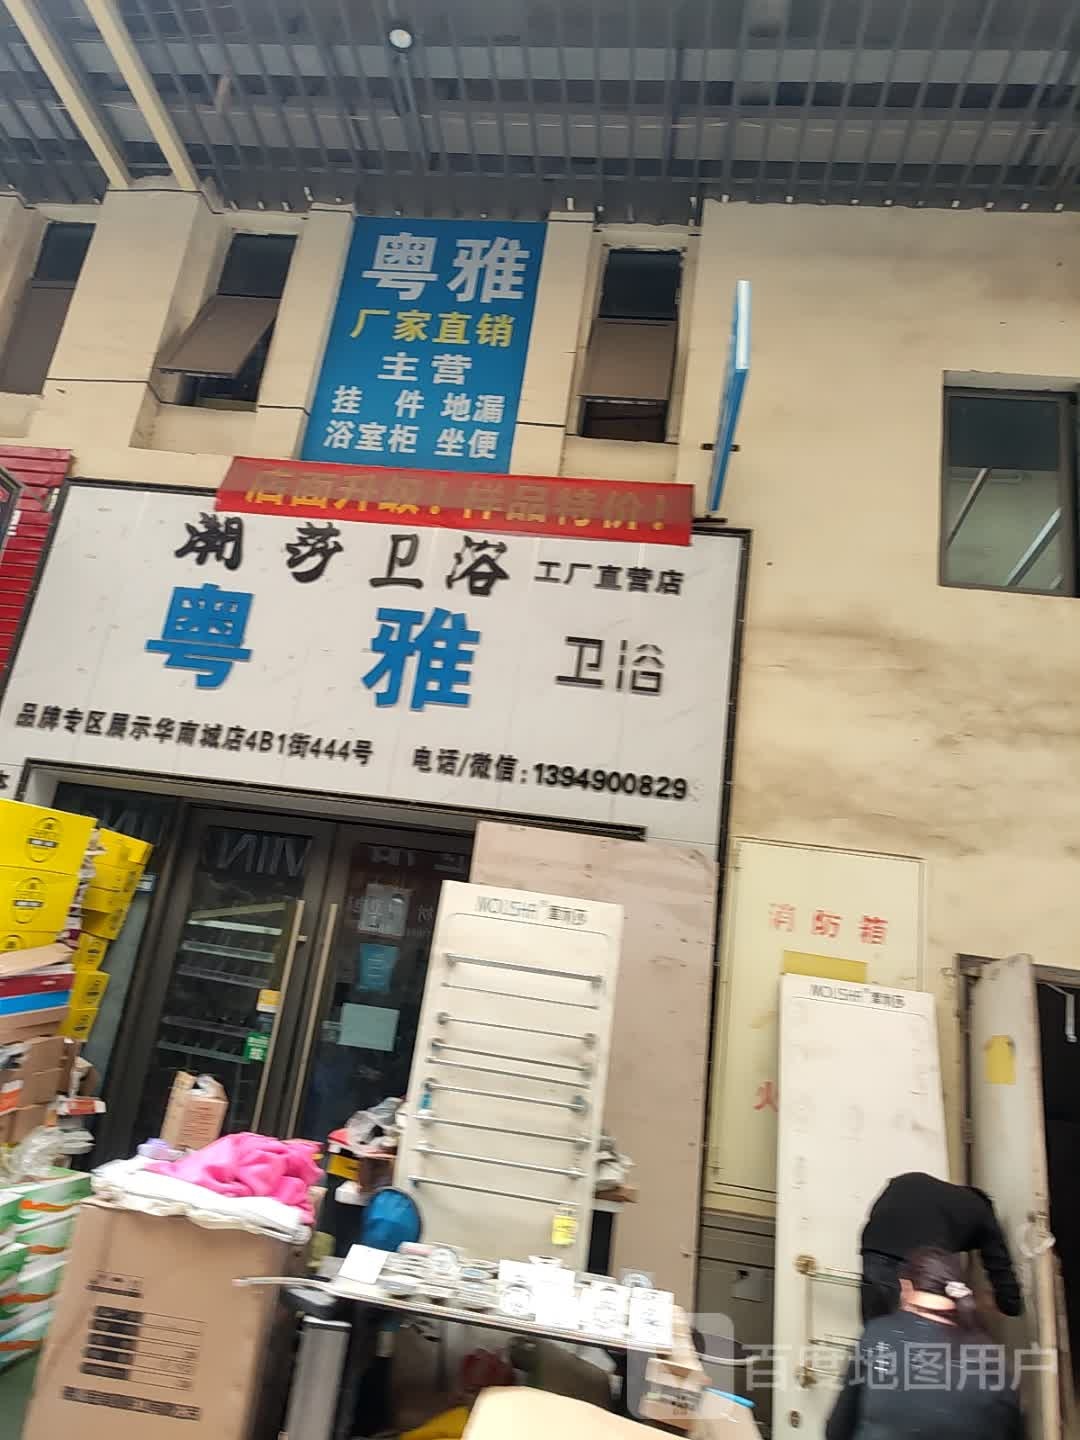 粤雅
厂家直销
主营
挂件 地漏
浴室柜 坐便
店面升级！样品特价！
潮莎卫浴 工厂直营店
粤雅 卫浴
品牌专区展示华南城店4B1街444号 电话/微信：1394900829
消防箱
火
百度地图用户